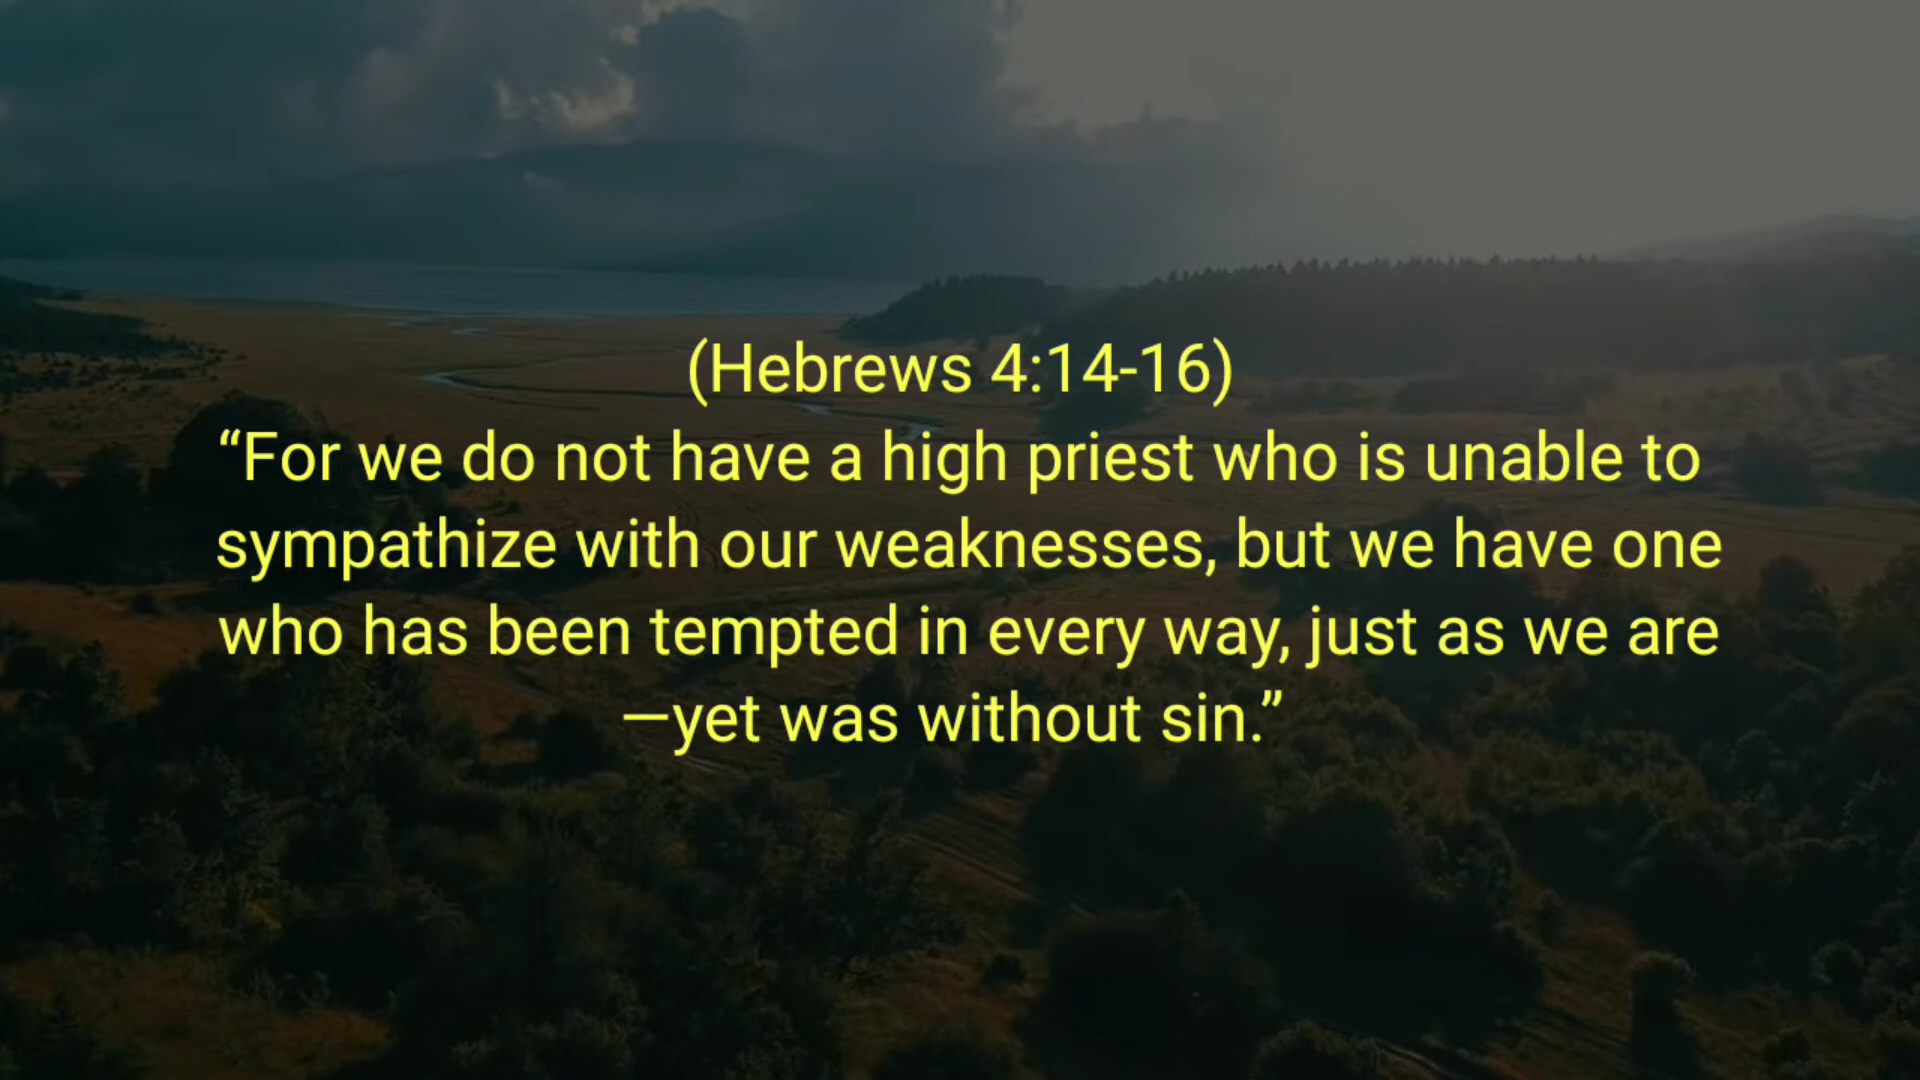 (Hebrews 4:14-16)
“For we do not have a high priest who is unable to
sympathize with our weaknesses, but we have one
who has been tempted in every way, just as we are
—yet was without sin.”